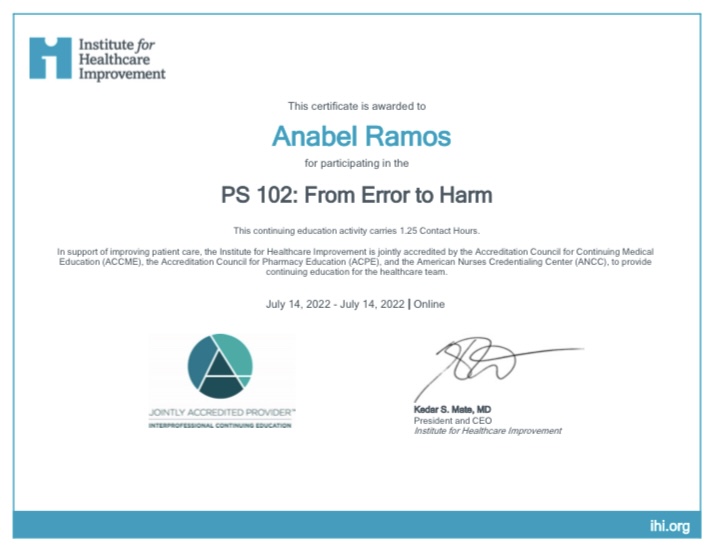 Institute for
Healthcare
Improvement
This certificate is awarded to
Anabel Ramos
for participating in the
PS 102: From Error to Harm
This continuing education activity carries 1.25 Contact Hours.
In support of improving patient care, the Institute for Healthcare Improvement is jointly accredited by the Accreditation Council for Continuing Medical
Education (ACCME), the Accreditation Council for Pharmacy Education (ACPE), and the American Nurses Credentialing Center (ANCC), to provide
continuing education for the healthcare team.
July 14, 2022 - July 14, 2022 | Online
JOINTLY ACCREDITED PROVIDER™
INTERPROFESSIONAL CONTINUING EDUCATION
Kedar S. Mate, MD
President and CEO
Institute for Healthcare Improvement
ihi.org